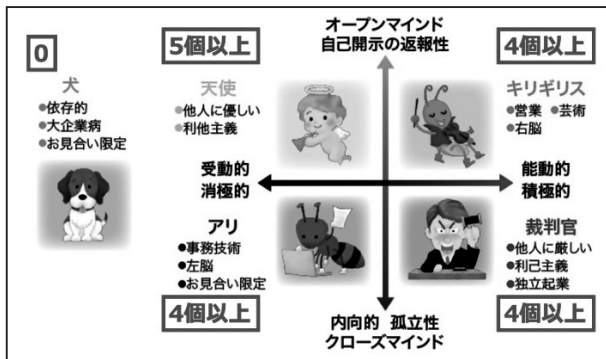 オープンマインド
自己開示の返報性
0
5個以上
4個以上
犬
●依存的
●大企業病
●お見合い限定
天使
●他人に優しい
●利他主義
キリギリス
●営業 ●芸術
●右脳
受動的
消極的
能動的
積極的
アリ
●事務技術
●左脳
●お見合い限定
4個以上
裁判官
●他人に厳しい
●利己主義
●独立起業
4個以上
内向的 孤立性
クローズマインド